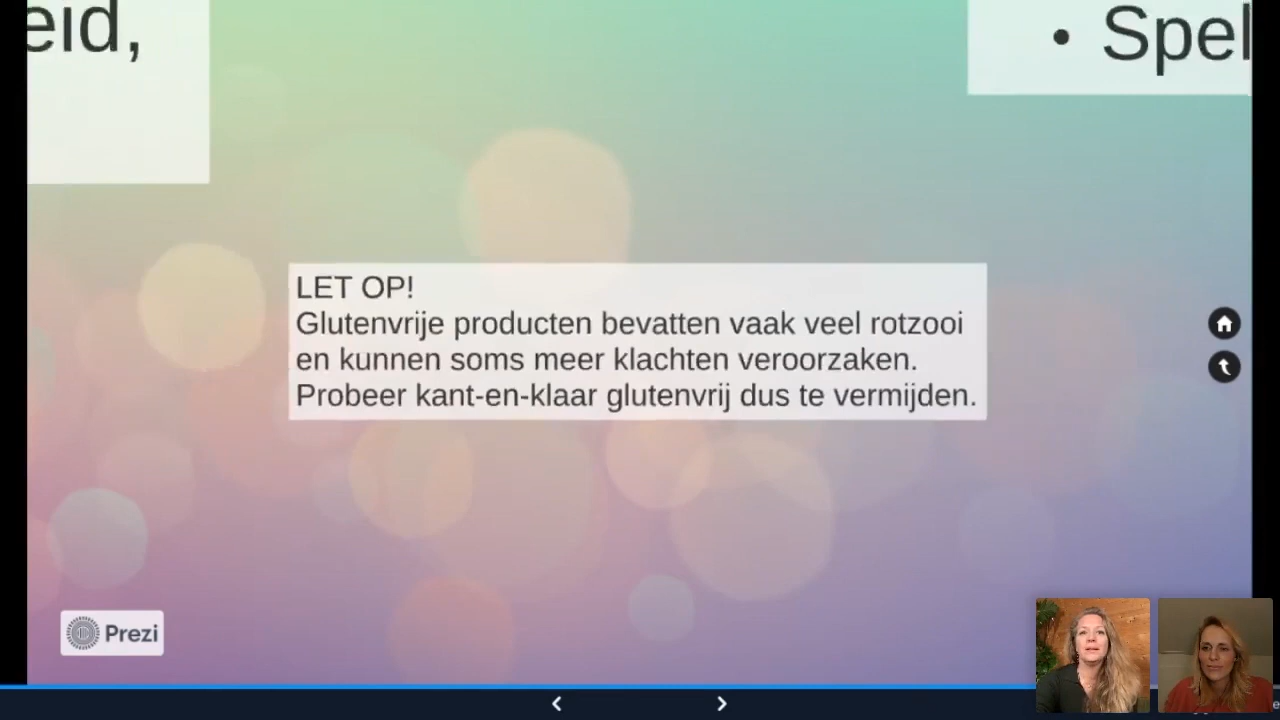 eid,
• Spel
LET OP!
Glutenvrije producten bevatten vaak veel rotzooi
en kunnen soms meer klachten veroorzaken.
Probeer kant-en-klaar glutenvrij dus te vermijden.
Prezi